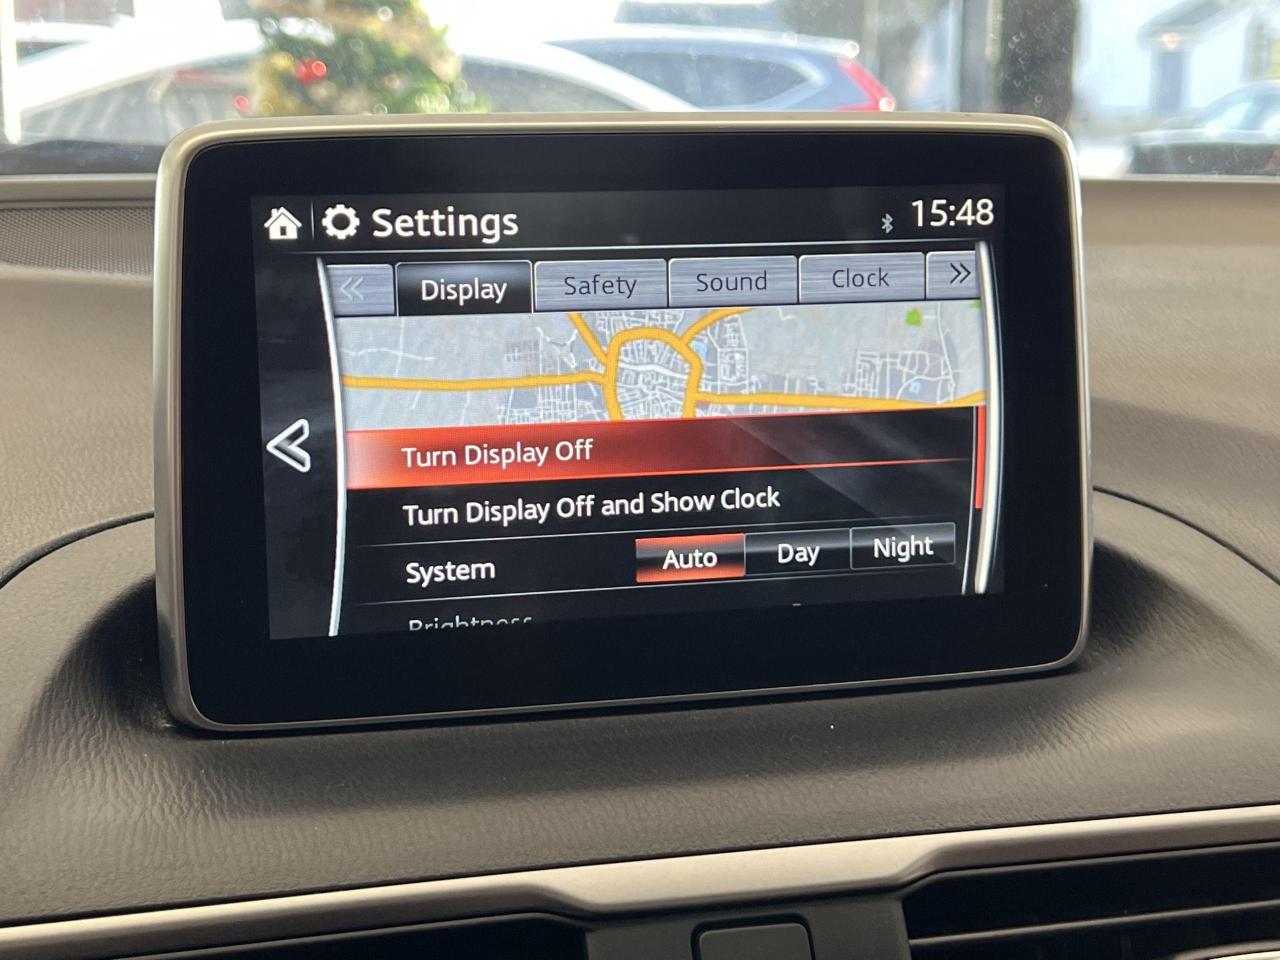 Settings 15:48
Display Safety Sound Clock
Turn Display Off
Turn Display Off and Show Clock
System Auto Day Night
Brightness